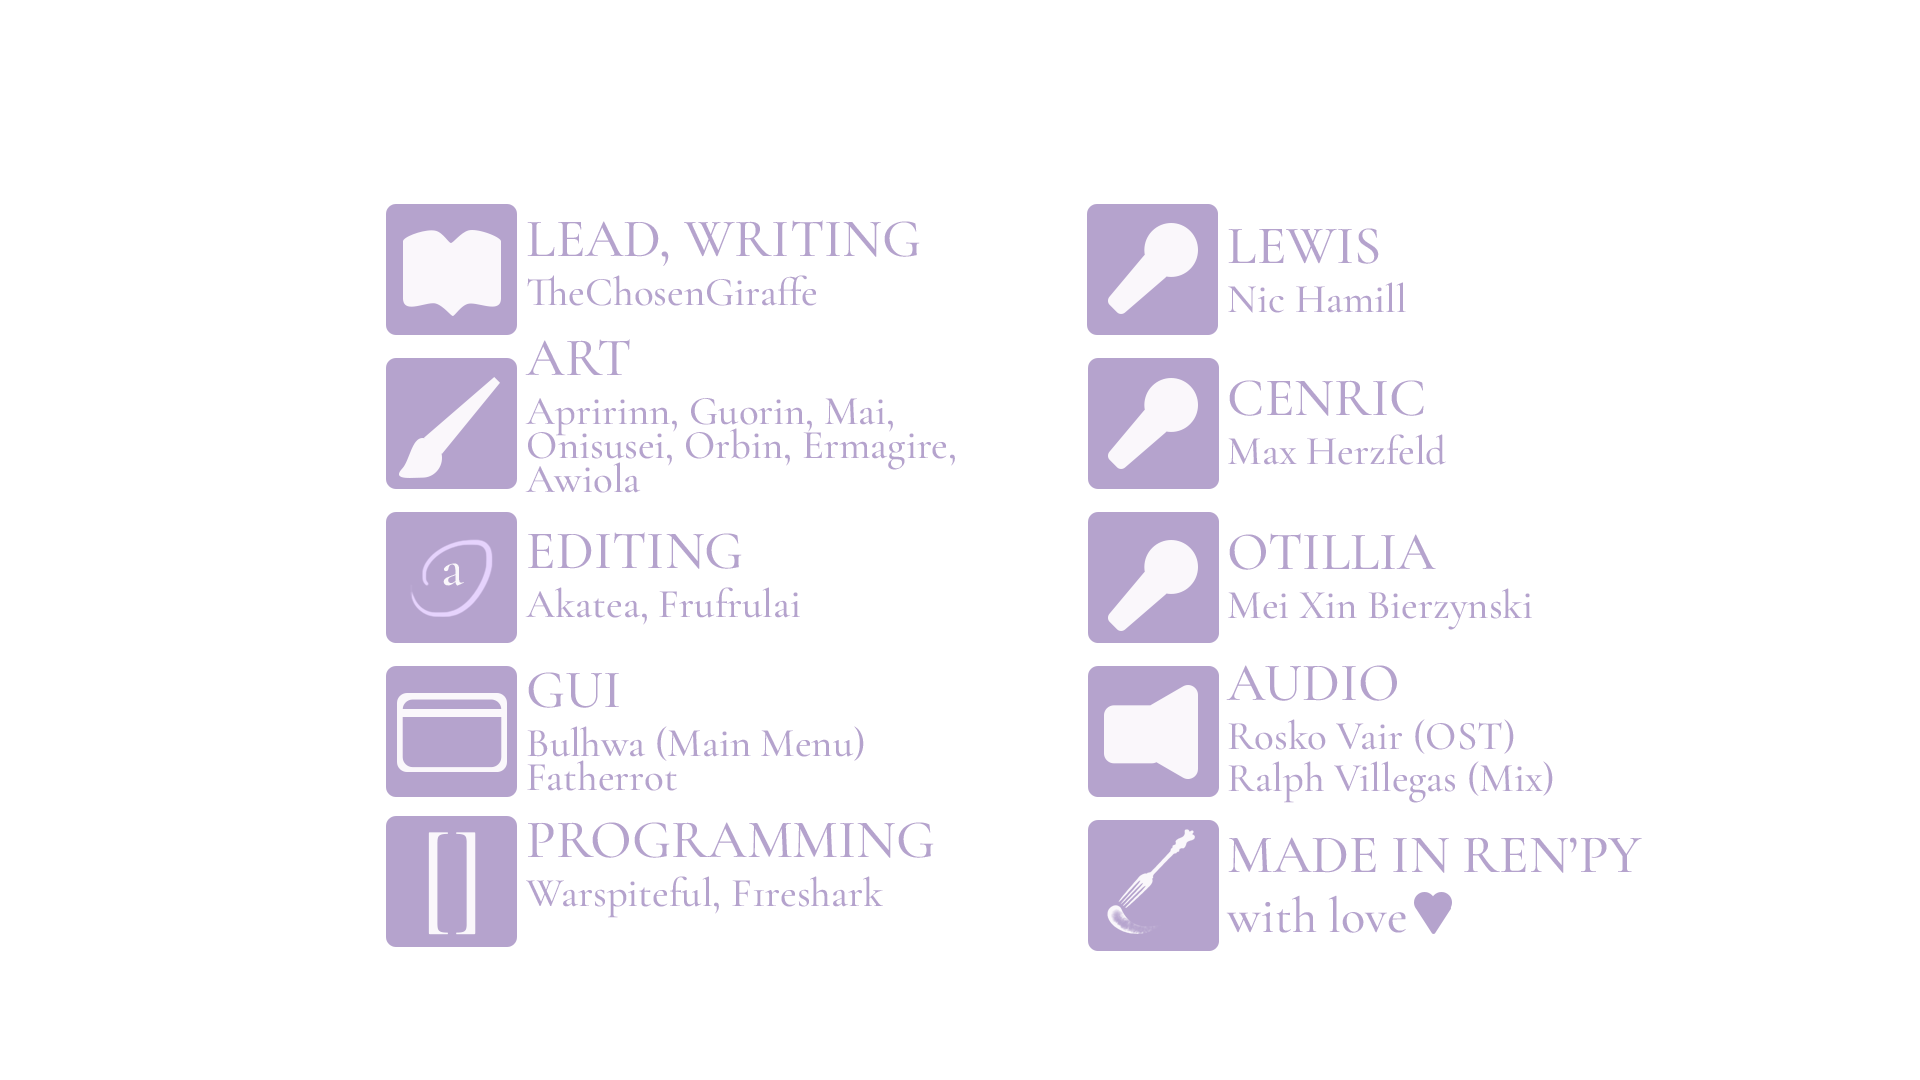 LEAD, WRITING
TheChosenGiraffe
ART
Apririnn, Guorin, Mai,
Onisusei, Orbin, Ermagire,
Awiola
a
EDITING
Akatea, Frufrulai
GUI
Bulhwa (Main Menu)
Fatherrot
PROGRAMMING
Warspiteful, F1reshark
LEWIS
Nic Hamill
CENRIC
Max Herzfeld
OTILLIA
Mei Xin Bierzynski
AUDIO
Rosko Vair (OST)
Ralph Villegas (Mix)
MADE IN REN’PY
with love♥